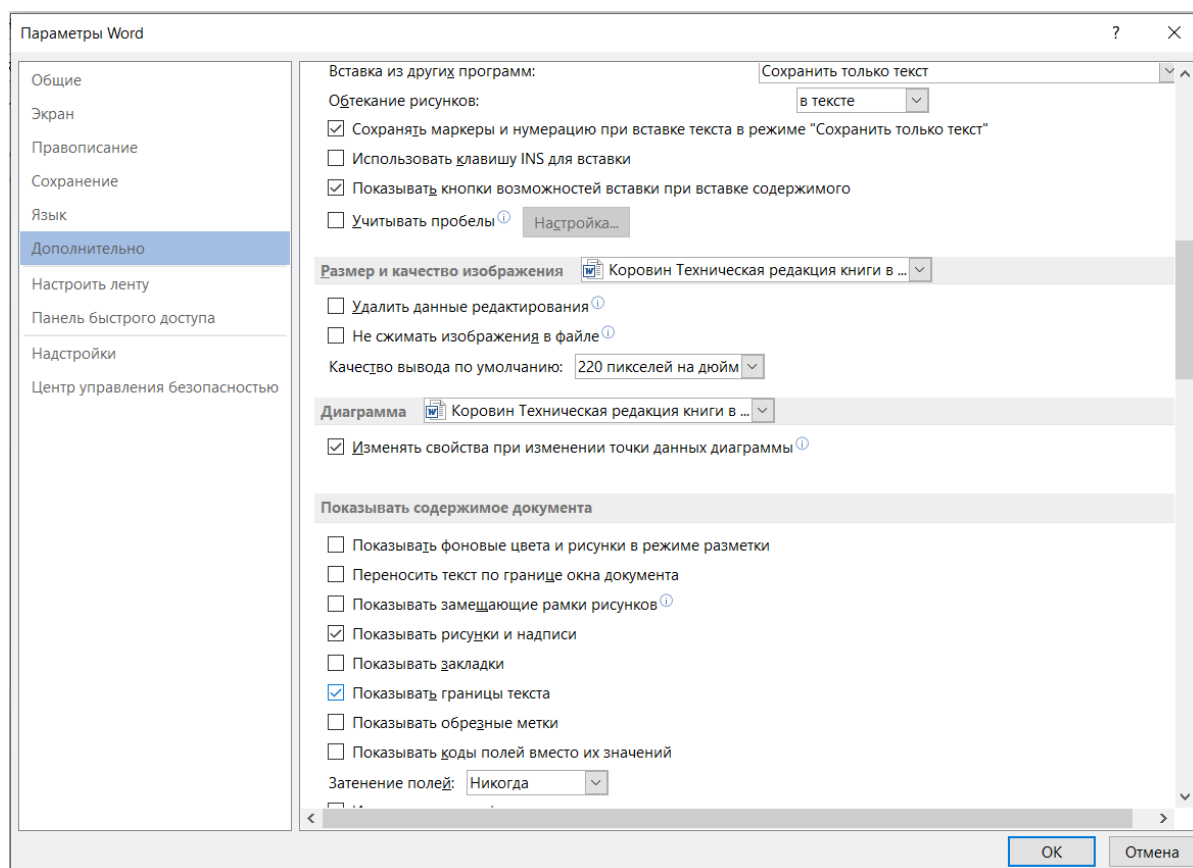 Параметры Word
?
Общие
Экран
Правописание
Сохранение
Язык
Дополнительно
Настроить ленту
Панель быстрого доступа
Надстройки
Центр управления безопасностью
Вставка из других программ: Сохранить только текст
Обтекание рисунков: в тексте
Сохранять маркеры и нумерацию при вставке текста в режиме "Сохранить только текст"
Использовать клавишу INS для вставки
Показывать кнопки возможностей вставки при вставке содержимого
Учитывать пробелы Настройка...
Размер и качество изображения Коровин Техническая редакция книги в ...
Удалить данные редактирования
Не сжимать изображения в файле
Качество вывода по умолчанию: 220 пикселей на дюйм
Диаграмма Коровин Техническая редакция книги в ...
Изменять свойства при изменении точки данных диаграммы
Показывать содержимое документа
Показывать фоновые цвета и рисунки в режиме разметки
Переносить текст по границе окна документа
Показывать замещающие рамки рисунков
Показывать рисунки и надписи
Показывать закладки
Показывать границы текста
Показывать обрезные метки
Показывать коды полей вместо их значений
Затенение полей: Никогда
ОК Отмена